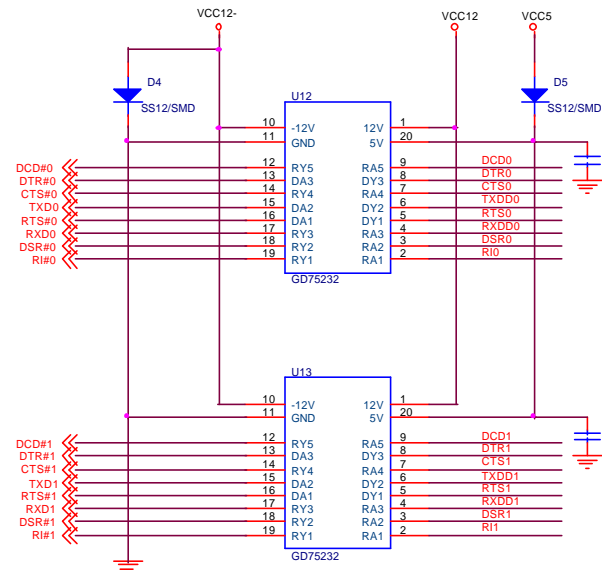 VCC12- VCC12 VCC5
D4 D5
SS12/SMD SS12/SMD
U12
10 -12V 12V 1
11 GND 5V 20
DCD#0 12 RY5 RA5 9 DCD0
DTR#0 13 DA3 DY3 8 DTR0
CTS#0 14 RY4 RA4 7 CTS0
TXD0 15 DA2 DY2 6 TXDD0
RTS#0 16 DA1 DY1 5 RTS0
RXD0 17 RY3 RA3 4 RXDD0
DSR#0 18 RY2 RA2 3 DSR0
RI#0 19 RY1 RA1 2 RI0
GD75232
U13
10 -12V 12V 1
11 GND 5V 20
DCD#1 12 RY5 RA5 9 DCD1
DTR#1 13 DA3 DY3 8 DTR1
CTS#1 14 RY4 RA4 7 CTS1
TXD1 15 DA2 DY2 6 TXDD1
RTS#1 16 DA1 DY1 5 RTS1
RXD1 17 RY3 RA3 4 RXDD1
DSR#1 18 RY2 RA2 3 DSR1
RI#1 19 RY1 RA1 2 RI1
GD75232